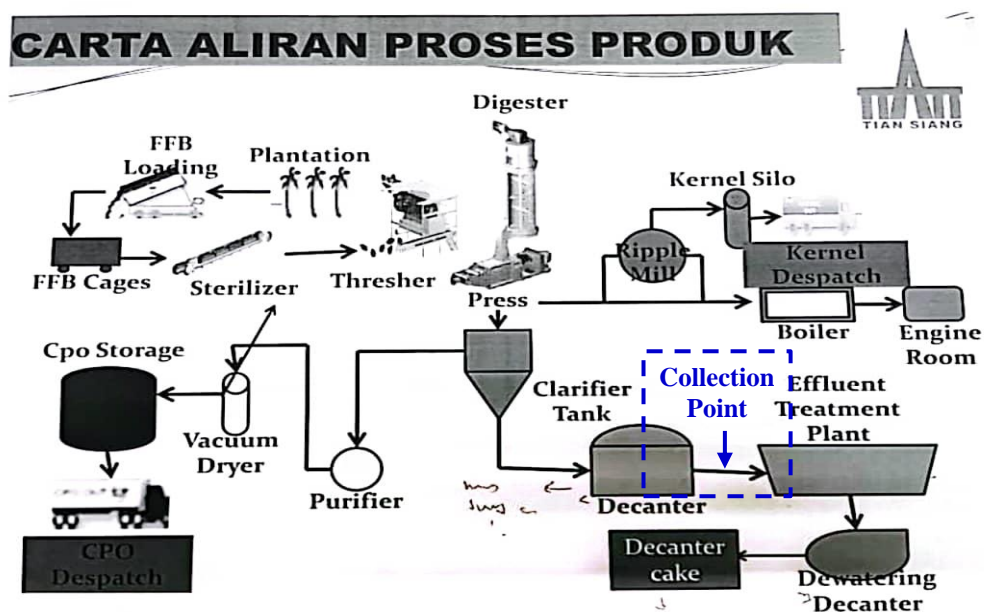 CARTA ALIRAN PROSES PRODUK
TIAN SIANG
Digester
FFB
Loading
Plantation
Kernel Silo
FFB Cages
Sterilizer
Thresher
Press
Ripple
Mill
Kernel
Despatch
Boiler
Engine
Room
Cpo Storage
Vacuum
Dryer
Purifier
Clarifier
Tank
Collection
Point
Effluent
Treatment
Plant
Decanter
CPO
Despatch
Decanter
cake
Dewatering
Decanter